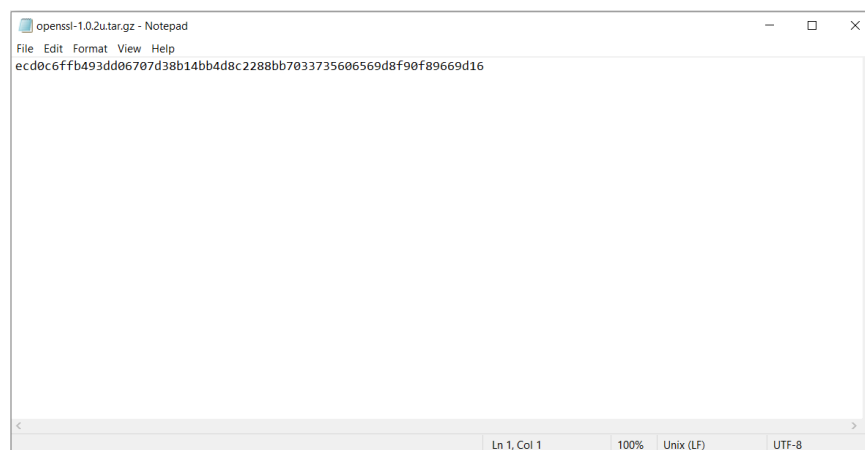 openssl-1.0.2u.tar.gz - Notepad
File Edit Format View Help
ecd0c6ffb493dd06707d38b14bb4d8c2288bb7033735606569d8f90f89669d16
Ln 1, Col 1 100% Unix (LF) UTF-8